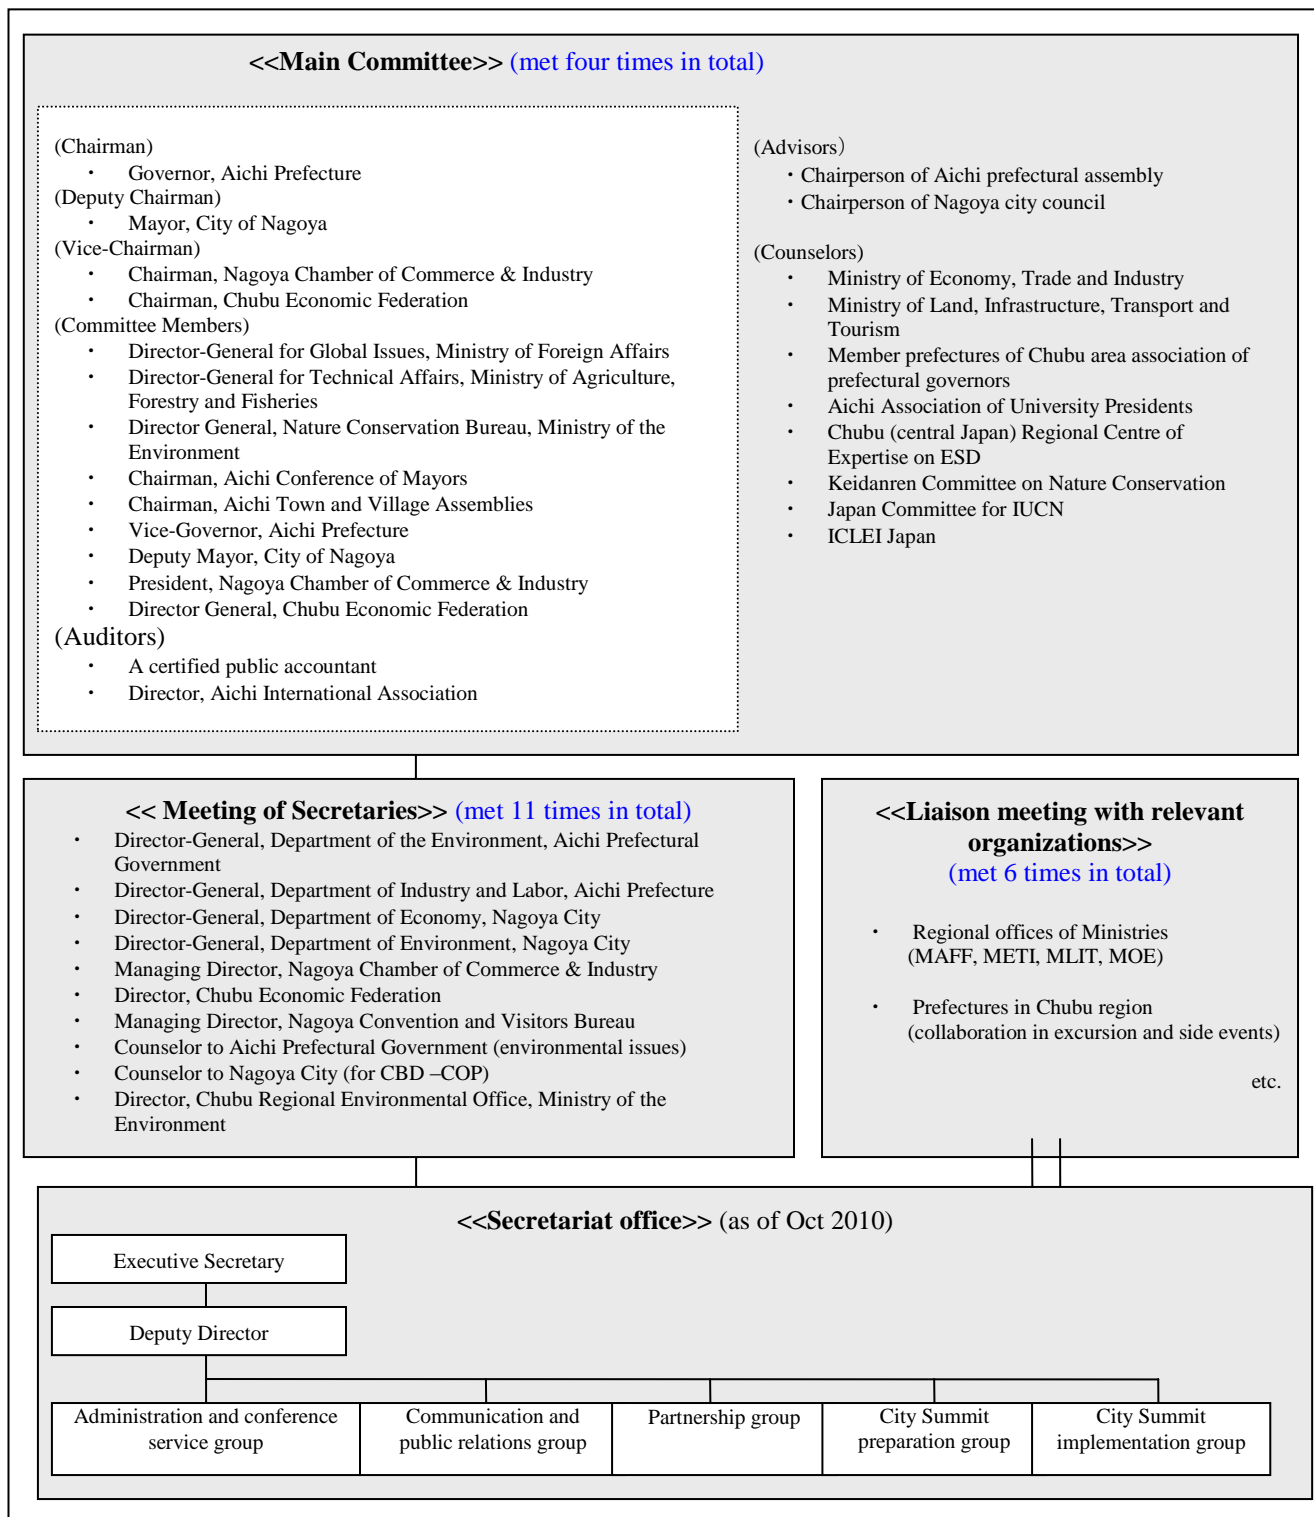 <<Main Committee>> (met four times in total)
(Chairman)
・ Governor, Aichi Prefecture
(Deputy Chairman)
・ Mayor, City of Nagoya
(Vice-Chairman)
・ Chairman, Nagoya Chamber of Commerce & Industry
・ Chairman, Chubu Economic Federation
(Committee Members)
・ Director-General for Global Issues, Ministry of Foreign Affairs
・ Director-General for Technical Affairs, Ministry of Agriculture,
Forestry and Fisheries
・ Director General, Nature Conservation Bureau, Ministry of the
Environment
・ Chairman, Aichi Conference of Mayors
・ Chairman, Aichi Town and Village Assemblies
・ Vice-Governor, Aichi Prefecture
・ Deputy Mayor, City of Nagoya
・ President, Nagoya Chamber of Commerce & Industry
・ Director General, Chubu Economic Federation
(Auditors)
・ A certified public accountant
・ Director, Aichi International Association
(Advisors）
・Chairperson of Aichi prefectural assembly
・Chairperson of Nagoya city council
(Counselors)
・ Ministry of Economy, Trade and Industry
・ Ministry of Land, Infrastructure, Transport and
Tourism
・ Member prefectures of Chubu area association of
prefectural governors
・ Aichi Association of University Presidents
・ Chubu (central Japan) Regional Centre of
Expertise on ESD
・ Keidanren Committee on Nature Conservation
・ Japan Committee for IUCN
・ ICLEI Japan
<< Meeting of Secretaries>> (met 11 times in total)
・ Director-General, Department of the Environment, Aichi Prefectural
Government
・ Director-General, Department of Industry and Labor, Aichi Prefecture
・ Director-General, Department of Economy, Nagoya City
・ Director-General, Department of Environment, Nagoya City
・ Managing Director, Nagoya Chamber of Commerce & Industry
・ Director, Chubu Economic Federation
・ Managing Director, Nagoya Convention and Visitors Bureau
・ Counselor to Aichi Prefectural Government (environmental issues)
・ Counselor to Nagoya City (for CBD –COP)
・ Director, Chubu Regional Environmental Office, Ministry of the
Environment
<<Liaison meeting with relevant
organizations>>
(met 6 times in total)
・ Regional offices of Ministries
(MAFF, METI, MLIT, MOE)
・ Prefectures in Chubu region
(collaboration in excursion and side events)
etc.
<<Secretariat office>> (as of Oct 2010)
Executive Secretary
Deputy Director
Administration and conference
service group
Communication and
public relations group
Partnership group
City Summit
preparation group
City Summit
implementation group